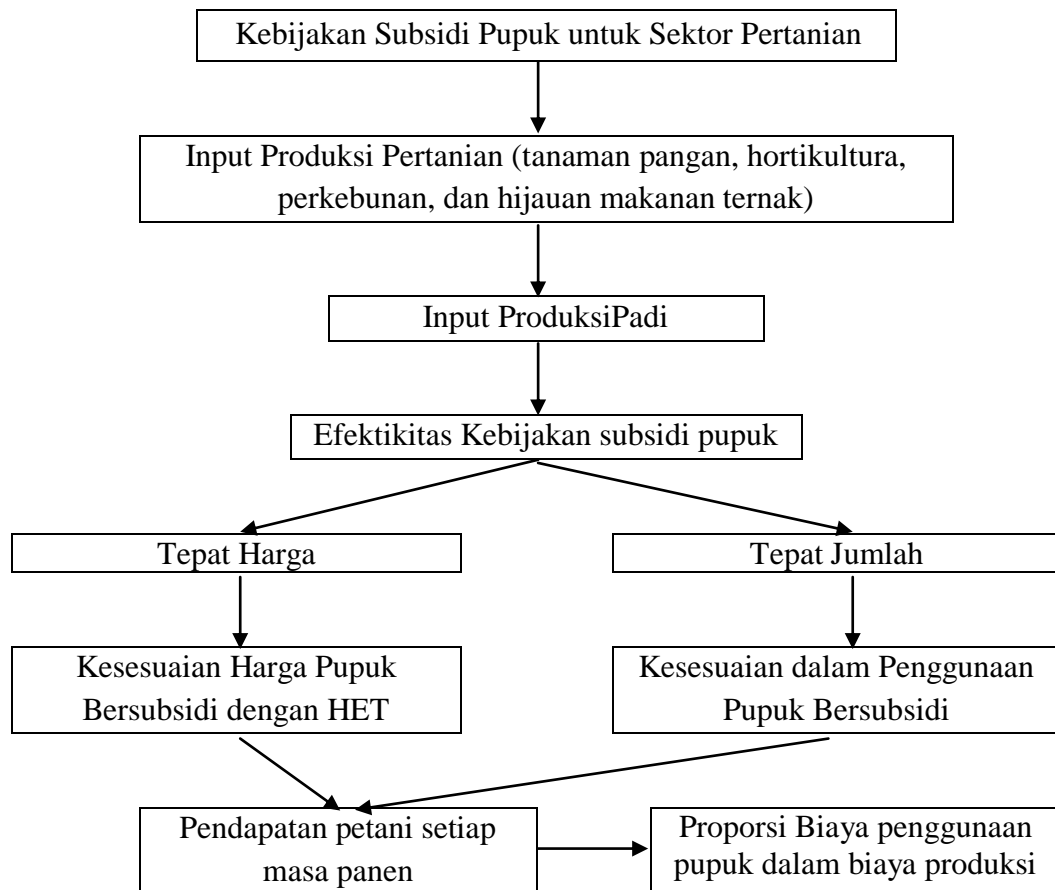 Kebijakan Subsidi Pupuk untuk Sektor Pertanian
Input Produksi Pertanian (tanaman pangan, hortikultura,
perkebunan, dan hijauan makanan ternak)
Input ProduksiPadi
Efektikitas Kebijakan subsidi pupuk
Tepat Harga
Tepat Jumlah
Kesesuaian Harga Pupuk
Bersubsidi dengan HET
Kesesuaian dalam Penggunaan
Pupuk Bersubsidi
Pendapatan petani setiap
masa panen
Proporsi Biaya penggunaan
pupuk dalam biaya produksi